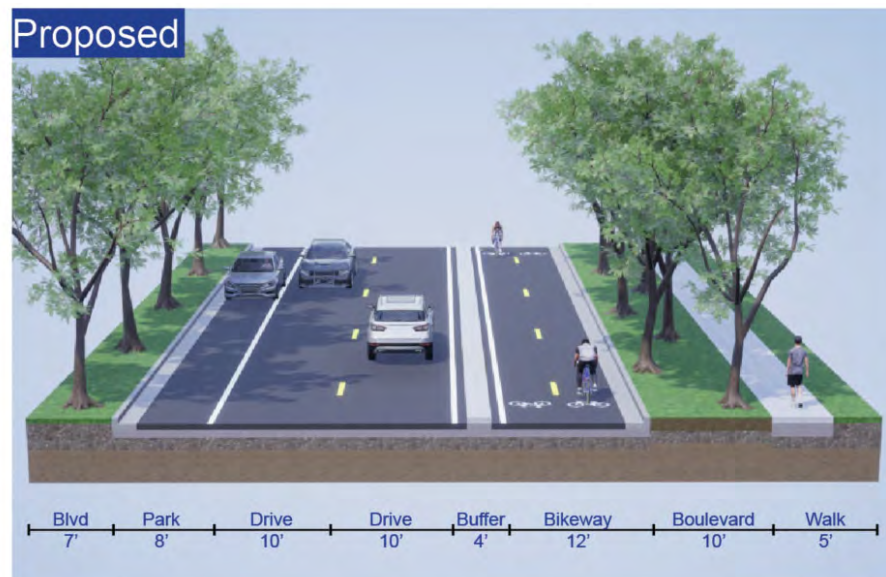 Proposed
Blvd Park Drive Drive Buffer Bikeway Boulevard Walk
7' 8' 10' 10' 4' 12' 10' 5'